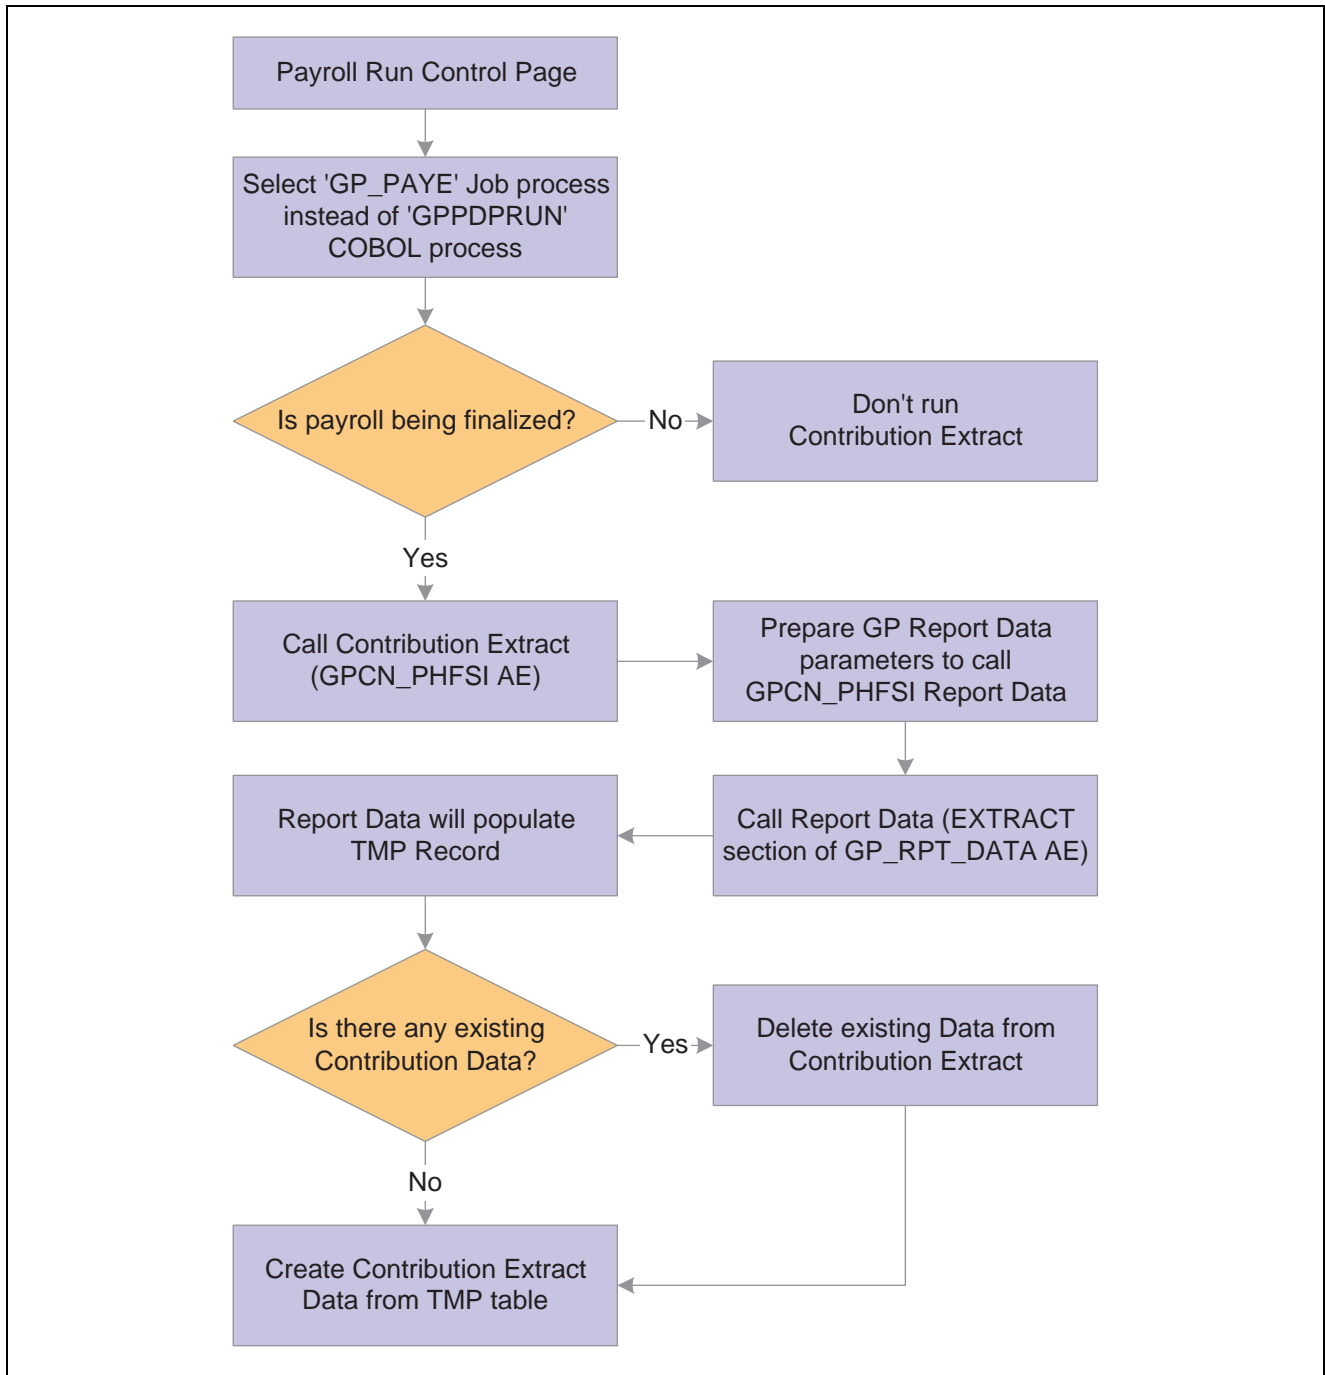 Payroll Run Control Page
Select 'GP_PAYE' Job process
instead of 'GPPDPRUN'
COBOL process
Is payroll being finalized?
No
Don't run
Contribution Extract
Yes
Call Contribution Extract
(GPCN_PHFSI AE)
Prepare GP Report Data
parameters to call
GPCN_PHFSI Report Data
Report Data will populate
TMP Record
Call Report Data (EXTRACT
section of GP_RPT_DATA AE)
Is there any existing
Contribution Data?
Yes
Delete existing Data from
Contribution Extract
No
Create Contribution Extract
Data from TMP table